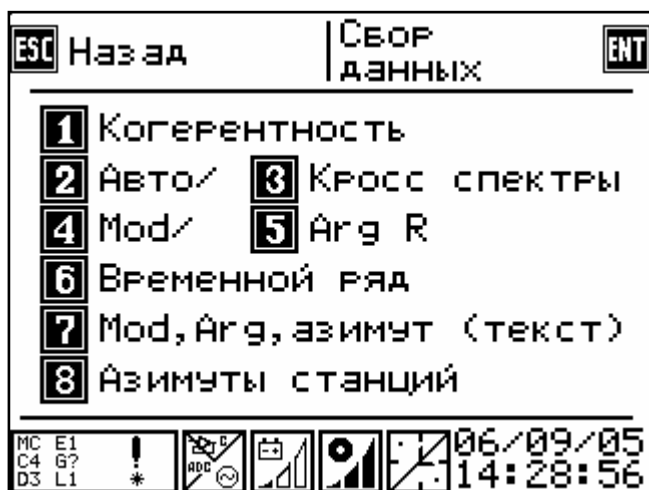 ESC Назад
Сбор данных
ENT
1 Когерентность
2 Авто/ 3 Кросс спектры
4 Mod/ 5 Arg R
6 Временной ряд
7 Mod,Arg,азимут (текст)
8 Азимуты станций
MC E1 !
C4 G?
D3 L1 *
ADC
06/09/05
14:28:56